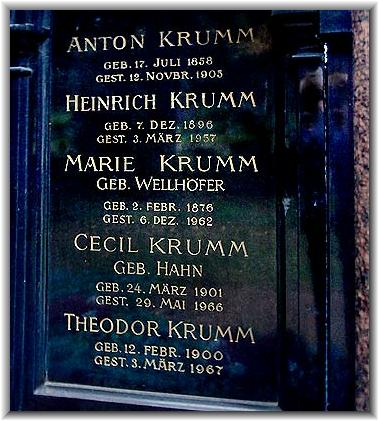 ANTON KRUMM
GEB. 17. JULI 1858
GEST. 12. NOVBR. 1905
HEINRICH KRUMM
GEB. 7. DEZ. 1896
GEST. 3. MÄRZ 1957
MARIE KRUMM
GEB. WELLHÖFER
GEB. 2. FEBR. 1876
GEST. 6. DEZ. 1962
CECIL KRUMM
GEB. HAHN
GEB. 24. MÄRZ 1901
GEST. 29. MAI 1966
THEODOR KRUMM
GEB. 12. FEBR. 1900
GEST. 3. MÄRZ 1967